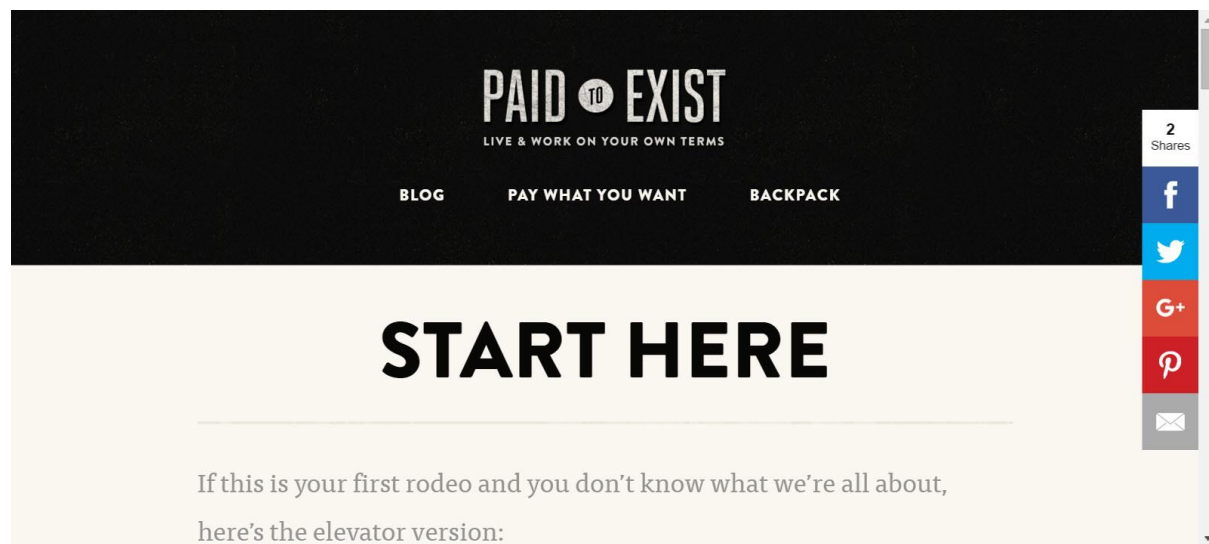 PAID TO EXIST
LIVE & WORK ON YOUR OWN TERMS
BLOG PAY WHAT YOU WANT BACKPACK
2
Shares
f
G+
START HERE
If this is your first rodeo and you don’t know what we’re all about,
here’s the elevator version: